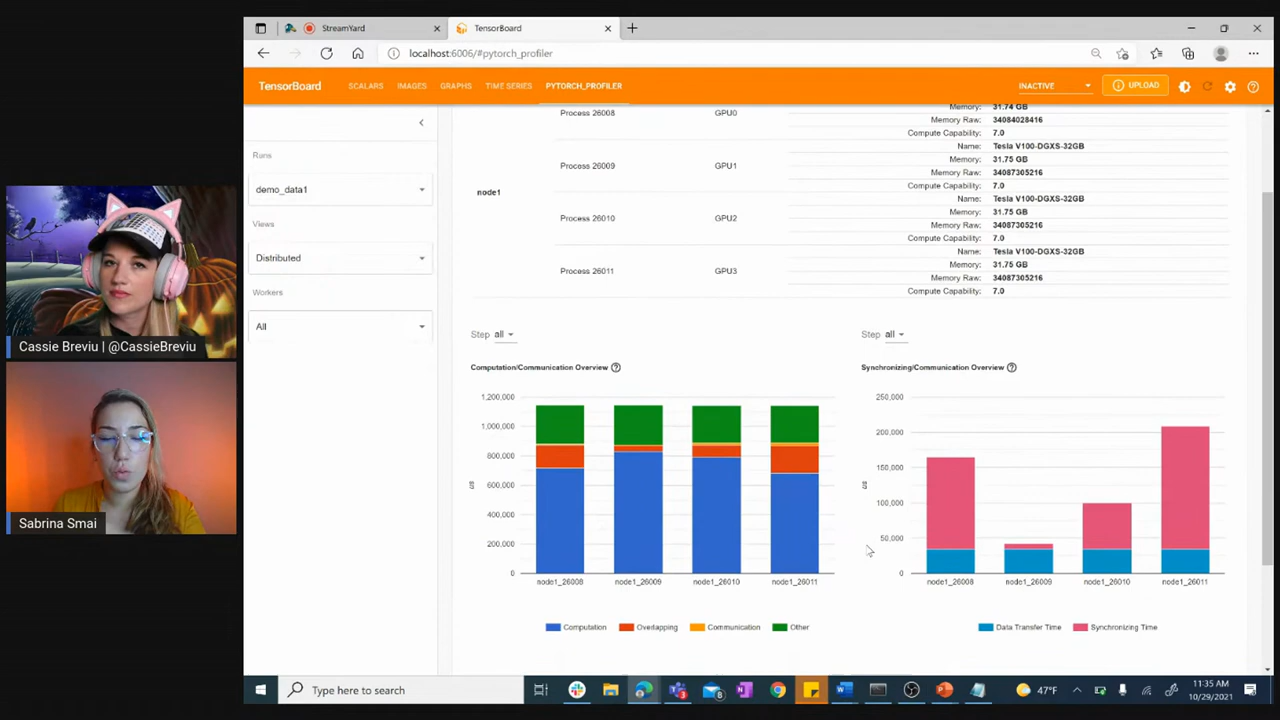 StreamYard
TensorBoard
localhost:6006/#pytorch_profiler
TensorBoard
SCALARS
IMAGES
GRAPHS
TIME SERIES
PYTORCH_PROFILER
INACTIVE
UPLOAD
Runs
demo_data1
Views
Distributed
Workers
All
node1
Process 26008
GPU0
Memory: 31.74 GB
Memory Raw: 34084028416
Compute Capability: 7.0
Process 26009
GPU1
Name: Tesla V100-DGXS-32GB
Memory: 31.75 GB
Memory Raw: 34087305216
Compute Capability: 7.0
Process 26010
GPU2
Name: Tesla V100-DGXS-32GB
Memory: 31.75 GB
Memory Raw: 34087305216
Compute Capability: 7.0
Process 26011
GPU3
Name: Tesla V100-DGXS-32GB
Memory: 31.75 GB
Memory Raw: 34087305216
Compute Capability: 7.0
Step all
Computation/Communication Overview
1,200,000
1,000,000
800,000
600,000
400,000
200,000
0
us
node1_26008 node1_26009 node1_26010 node1_26011
Computation Overlapping Communication Other
Step all
Synchronizing/Communication Overview
250,000
200,000
150,000
100,000
50,000
0
us
node1_26008 node1_26009 node1_26010 node1_26011
Data Transfer Time Synchronizing Time
Cassie Breviu | @CassieBreviu
Sabrina Smai
Type here to search
47°F
11:35 AM
10/29/2021